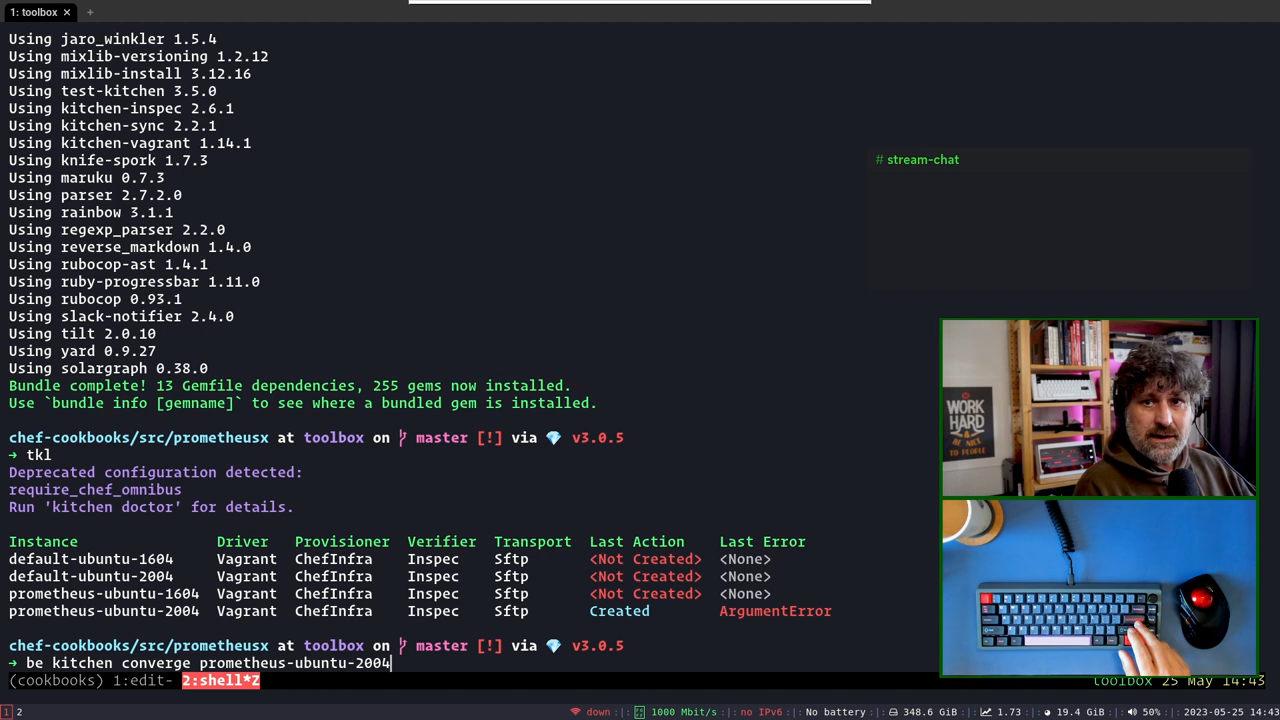 1: toolbox × +
Using jaro_winkler 1.5.4
Using mixlib-versioning 1.2.12
Using mixlib-install 3.12.16
Using test-kitchen 3.5.0
Using kitchen-inspec 2.6.1
Using kitchen-sync 2.2.1
Using kitchen-vagrant 1.14.1
Using knife-spork 1.7.3
Using maruku 0.7.3
Using parser 2.7.2.0
Using rainbow 3.1.1
Using regexp_parser 2.2.0
Using reverse_markdown 1.4.0
Using rubocop-ast 1.4.1
Using ruby-progressbar 1.11.0
Using rubocop 0.93.1
Using slack-notifier 2.4.0
Using tilt 2.0.10
Using yard 0.9.27
Using solargraph 0.38.0
Bundle complete! 13 Gemfile dependencies, 255 gems now installed.
Use `bundle info [gemname]` to see where a bundled gem is installed.
chef-cookbooks/src/prometheusx at toolbox on master [!] via 💎 v3.0.5
→ tkl
Deprecated configuration detected:
require_chef_omnibus
Run 'kitchen doctor' for details.
Instance Driver Provisioner Verifier Transport Last Action Last Error
default-ubuntu-1604 Vagrant ChefInfra Inspec Sftp <Not Created> <None>
default-ubuntu-2004 Vagrant ChefInfra Inspec Sftp <Not Created> <None>
prometheus-ubuntu-1604 Vagrant ChefInfra Inspec Sftp <Not Created> <None>
prometheus-ubuntu-2004 Vagrant ChefInfra Inspec Sftp Created ArgumentError
chef-cookbooks/src/prometheusx at toolbox on master [!] via 💎 v3.0.5
→ be kitchen converge prometheus-ubuntu-2004
(cookbooks) 1:edit- 2:shell*Z
toolbox 25 May 14:43
# stream-chat
WORK
HARD
& BE
NICE
TO PEOPLE
1 2
down :|: 1000 Mbit/s :|: no IPv6 :|: No battery :|: 348.6 GiB :|: 1.73 :|: 19.4 GiB :|: 50% :|: 2023-05-25 14:43